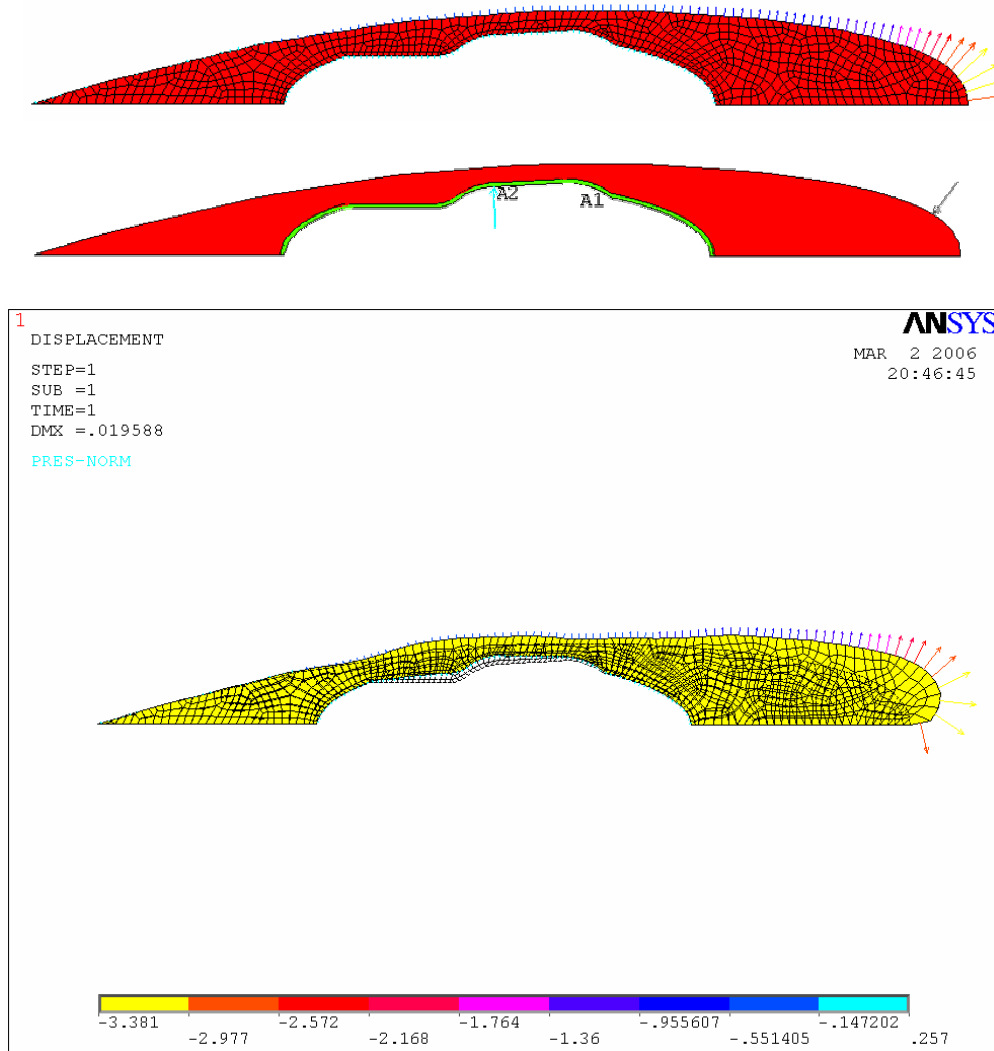 A2
A1
1
ANSYS
DISPLACEMENT
MAR 2 2006
STEP=1
20:46:45
SUB =1
TIME=1
DMX =.019588
PRES-NORM
-3.381
-2.977
-2.572
-2.168
-1.764
-1.36
-.955607
-.551405
-.147202
.257